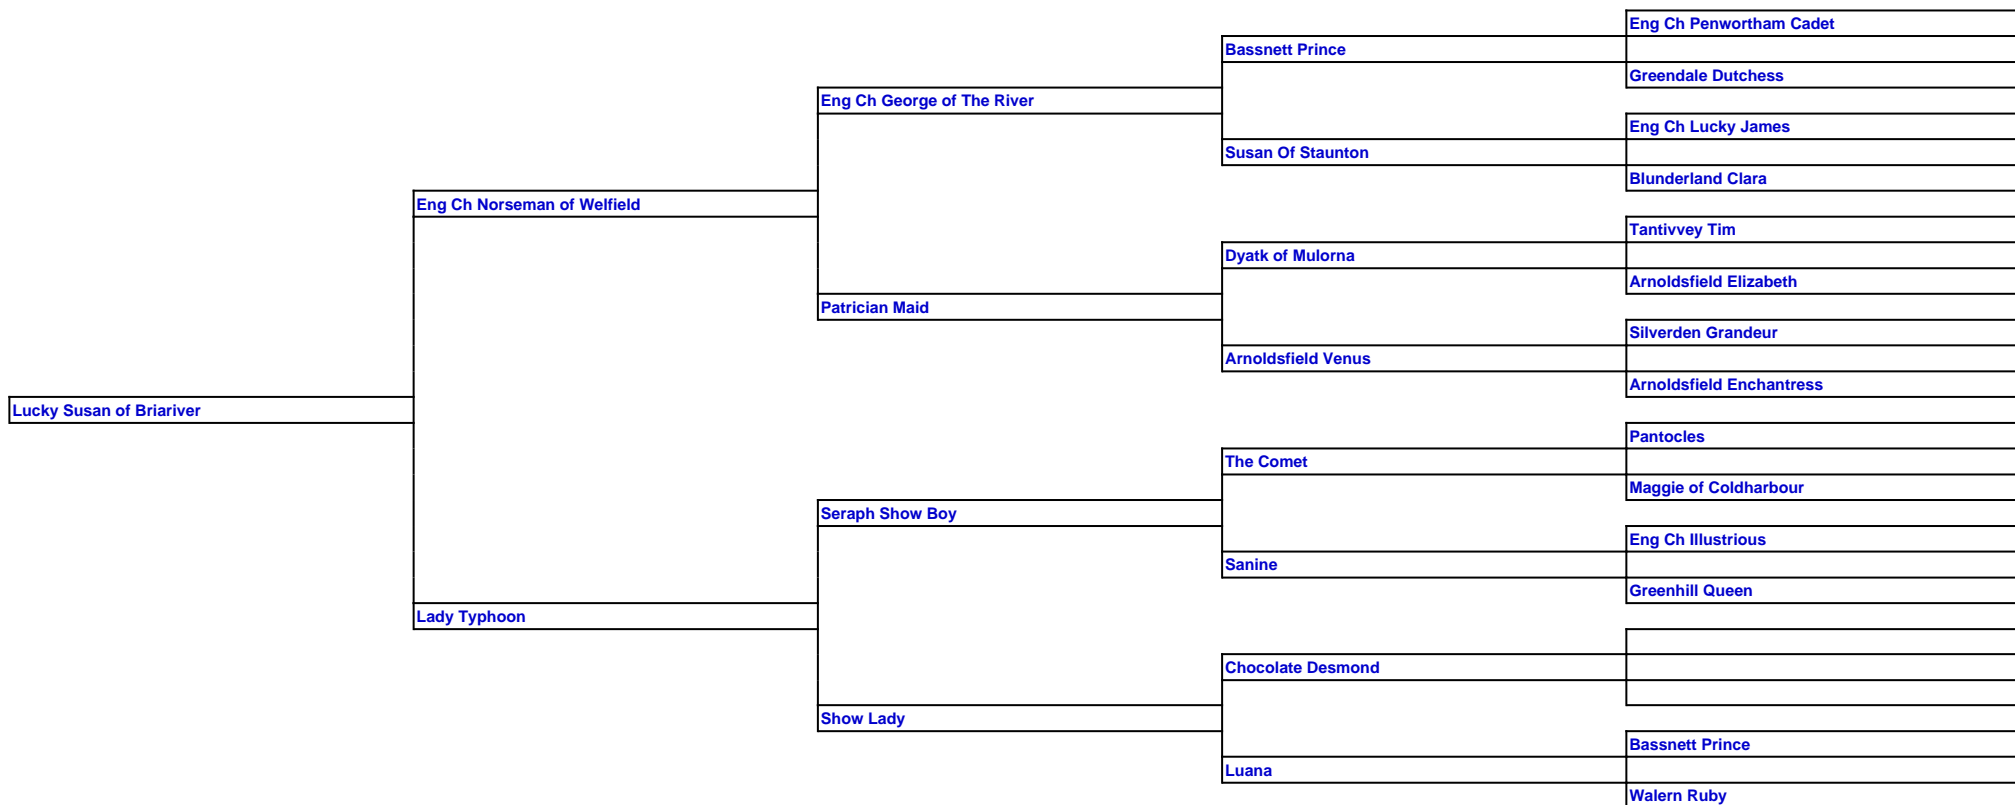 Eng Ch Penwortham Cadet
Bassnett Prince
Greendale Dutchess
Eng Ch George of The River
Eng Ch Lucky James
Susan Of Staunton
Blunderland Clara
Eng Ch Norseman of Welfield
Tantivvey Tim
Dyatk of Mulorna
Arnoldsfield Elizabeth
Patrician Maid
Silverden Grandeur
Arnoldsfield Venus
Arnoldsfield Enchantress
Lucky Susan of Briariver
Pantocles
The Comet
Maggie of Coldharbour
Seraph Show Boy
Eng Ch Illustrious
Sanine
Greenhill Queen
Lady Typhoon
Chocolate Desmond
Show Lady
Bassnett Prince
Luana
Walern Ruby